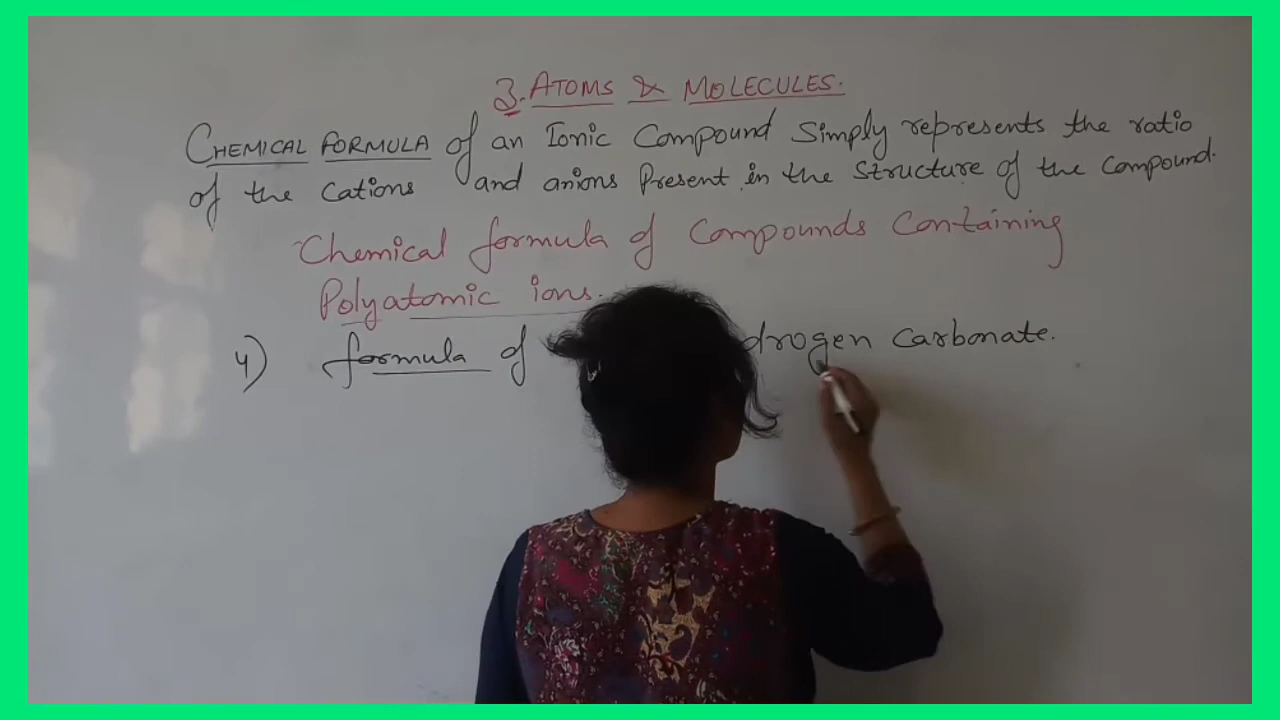 3. ATOMS & MOLECULES.
CHEMICAL FORMULA of an Ionic Compound Simply represents the ratio
of the Cations and anions Present in the Structure of the Compound.
Chemical formula of Compounds Containing
Polyatomic ions.
4) formula of drogen Carbonate.